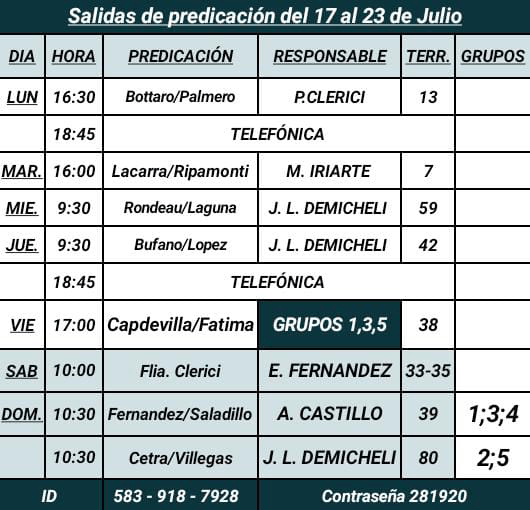 Salidas de predicación del 17 al 23 de Julio
DIA HORA PREDICACIÓN RESPONSABLE TERR. GRUPOS
LUN 16:30 Bottaro/Palmero P.CLERICI 13
18:45 TELEFÓNICA
MAR. 16:00 Lacarra/Ripamonti M. IRIARTE 7
MIE. 9:30 Rondeau/Laguna J. L. DEMICHELI 59
JUE. 9:30 Bufano/Lopez J. L. DEMICHELI 42
18:45 TELEFÓNICA
VIE 17:00 Capdevilla/Fatima GRUPOS 1,3,5 38
SAB 10:00 Flia. Clerici E. FERNANDEZ 33-35
DOM. 10:30 Fernandez/Saladillo A. CASTILLO 39 1;3;4
10:30 Cetra/Villegas J. L. DEMICHELI 80 2;5
ID 583 - 918 - 7928 Contraseña 281920